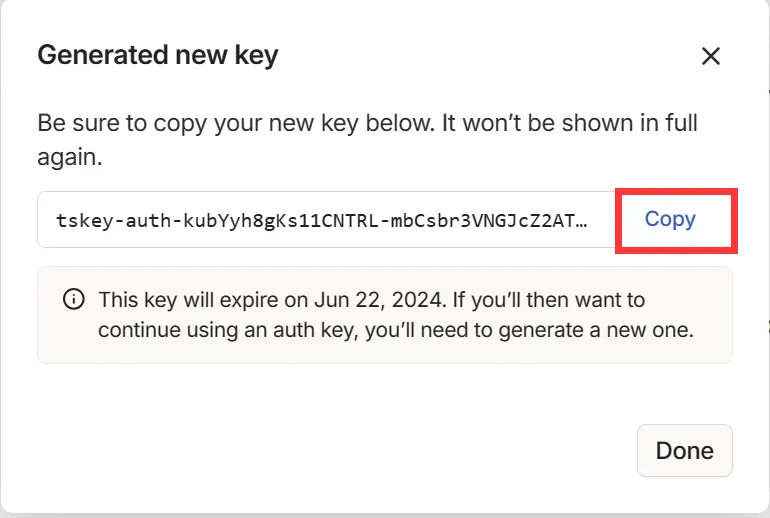 Generated new key
Be sure to copy your new key below. It won’t be shown in full
again.
tskey-auth-kubYyh8gKs11CNTRL-mbCsbr3VNGJcZ2AT… Copy
This key will expire on Jun 22, 2024. If you’ll then want to
continue using an auth key, you’ll need to generate a new one.
Done